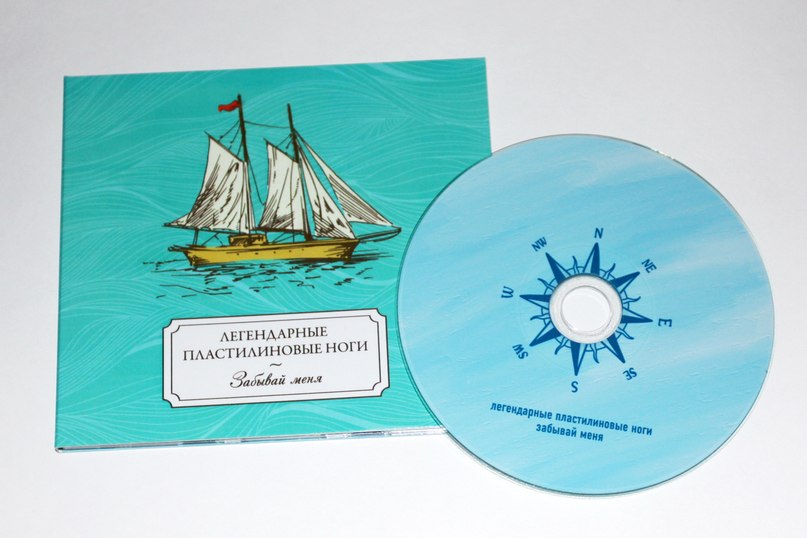 ЛЕГЕНДАРНЫЕ
ПЛАСТИЛИНОВЫЕ НОГИ
~
Забывай меня
N
NE
E
SE
S
SW
W
NW
легендарные пластилиновые ноги
забывай меня